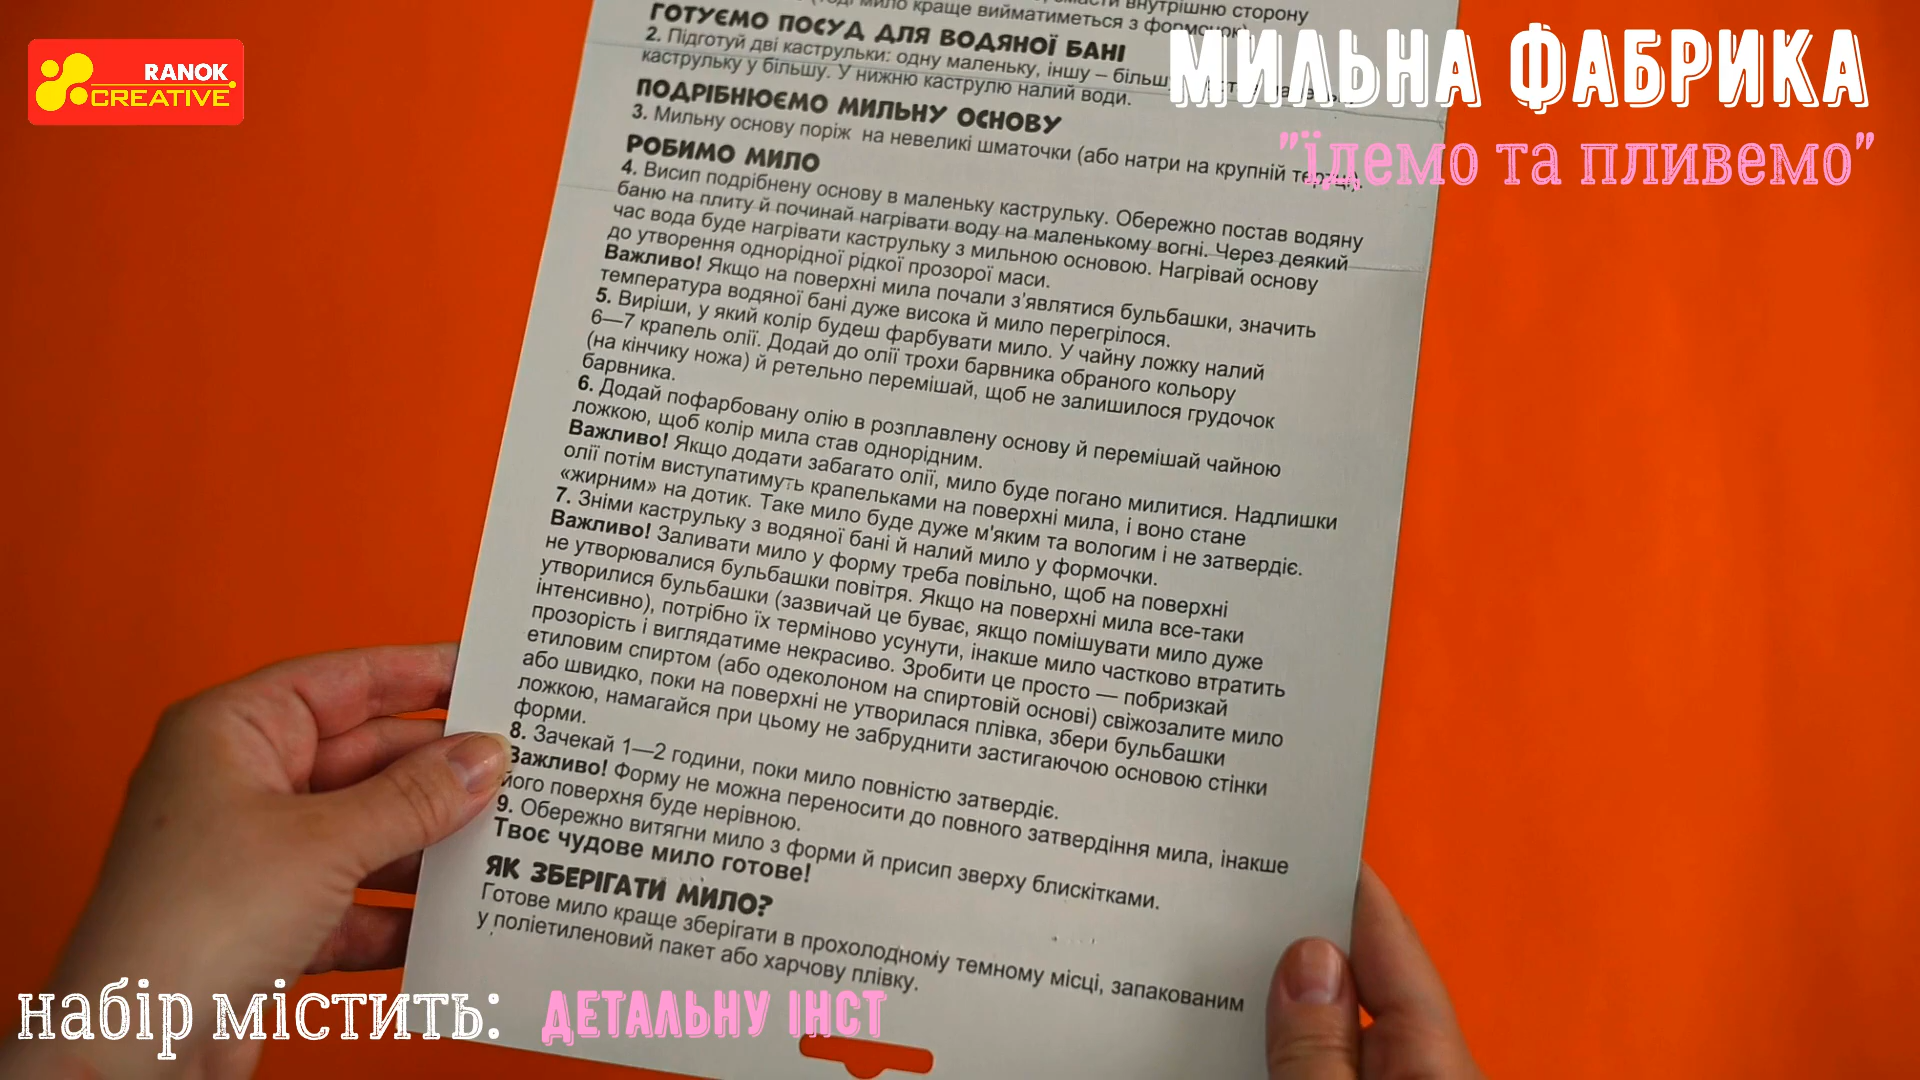 RANOK
CREATIVE
МИЛЬНА ФАБРИКА
"їдемо та пливемо"
внутрішню сторону
мило краще вийматиметься з формочок).
ГОТУЄМО ПОСУД ДЛЯ ВОДЯНОЇ БАНІ
2. Підготуй дві каструльки: одну маленьку, іншу – більшу.
каструльку у більшу. У нижню каструлю налий води.
ПОДРІБНЮЄМО МИЛЬНУ ОСНОВУ
3. Мильну основу поріж на невеликі шматочки (або натри на крупній тертці).
РОБИМО МИЛО
4. Висип подрібнену основу в маленьку каструльку. Обережно постав водяну
баню на плиту й починай нагрівати воду на маленькому вогні. Через деякий
час вода буде нагрівати каструльку з мильною основою. Нагрівай основу
до утворення однорідної рідкої прозорої маси.
Важливо! Якщо на поверхні мила почали з'являтися бульбашки, значить
температура водяної бані дуже висока й мило перегрілося.
5. Виріши, у який колір будеш фарбувати мило. У чайну ложку налий
6—7 крапель олії. Додай до олії трохи барвника обраного кольору
(на кінчику ножа) й ретельно перемішай, щоб не залишилося грудочок
барвника.
6. Додай пофарбовану олію в розплавлену основу й перемішай чайною
ложкою, щоб колір мила став однорідним.
Важливо! Якщо додати забагато олії, мило буде погано милитися. Надлишки
олії потім виступатимуть крапельками на поверхні мила, і воно стане
«жирним» на дотик. Таке мило буде дуже м'яким та вологим і не затвердіє.
7. Зніми каструльку з водяної бані й налий мило у формочки.
Важливо! Заливати мило у форму треба повільно, щоб на поверхні
не утворювалися бульбашки повітря. Якщо на поверхні мила все-таки
утворилися бульбашки (зазвичай це буває, якщо помішувати мило дуже
інтенсивно), потрібно їх терміново усунути, інакше мило частково втратить
прозорість і виглядатиме некрасиво. Зробити це просто — побризкай
етиловим спиртом (або одеколоном на спиртовій основі) свіжозалите мило
або швидко, поки на поверхні не утворилася плівка, збери бульбашки
ложкою, намагайся при цьому не забруднити застигаючою основою стінки
форми.
8. Зачекай 1—2 години, поки мило повністю затвердіє.
Важливо! Форму не можна переносити до повного затвердіння мила, інакше
його поверхня буде нерівною.
9. Обережно витягни мило з форми й присип зверху блискітками.
Твоє чудове мило готове!
ЯК ЗБЕРІГАТИ МИЛО?
Готове мило краще зберігати в прохолодному темному місці, запакованим
у поліетиленовий пакет або харчову плівку.
набір містить: ДЕТАЛЬНУ ІНСТ